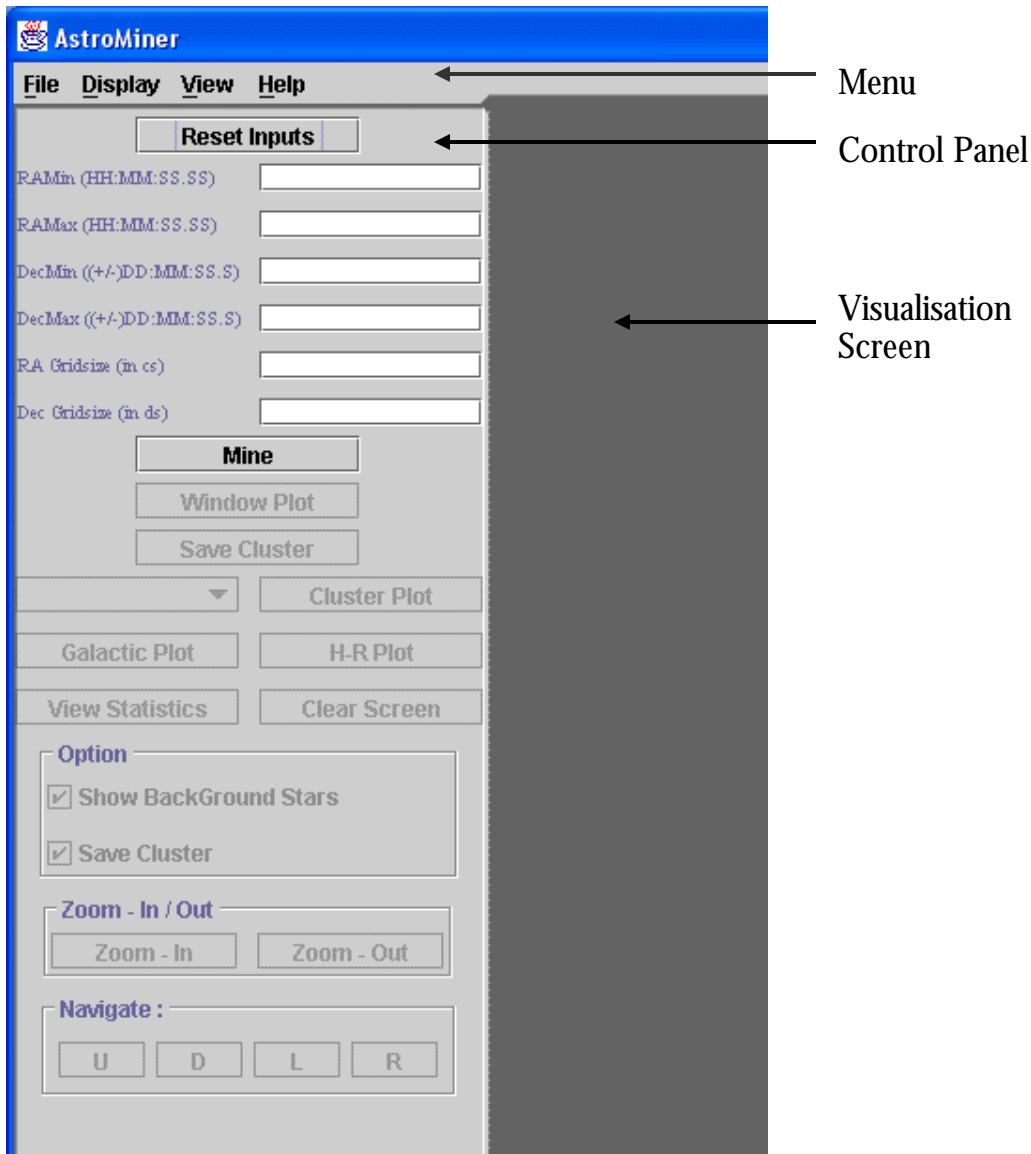 AstroMiner
File Display View Help
Menu
Reset Inputs
Control Panel
RAMin (HH:MM:SS.SS)
RAMax (HH:MM:SS.SS)
DecMin ((+/-)DD:MM:SS.S)
DecMax ((+/-)DD:MM:SS.S)
Visualisation
Screen
RA Gridsize (in cs)
Dec Gridsize (in ds)
Mine
Window Plot
Save Cluster
Cluster Plot
Galactic Plot H-R Plot
View Statistics Clear Screen
Option
Show BackGround Stars
Save Cluster
Zoom - In / Out
Zoom - In Zoom - Out
Navigate :
U D L R